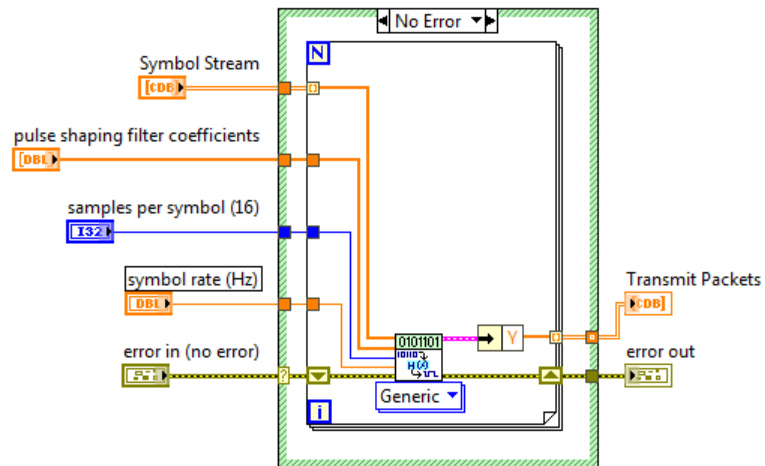 No Error
N
Symbol Stream
[CDB]
pulse shaping filter coefficients
[DBL]
samples per symbol (16)
I32
symbol rate (Hz)
DBL
Transmit Packets
[CDB]
0101101
Y
10110
H(f)
error in (no error)
?
error out
Generic
i